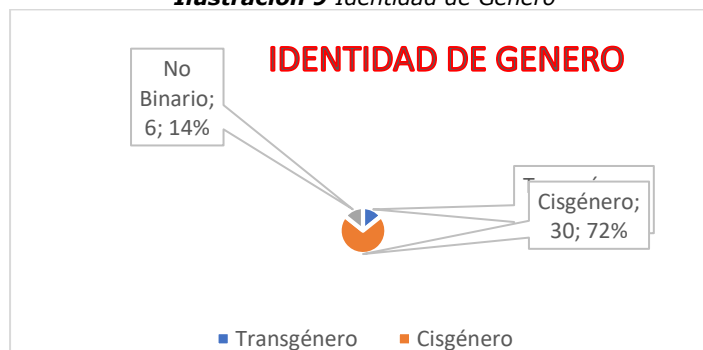 Ilustración 9 Identidad de Género
IDENTIDAD DE GENERO
No
Binario;
6; 14%
Cisgénero;
30; 72%
Transgénero
Cisgénero